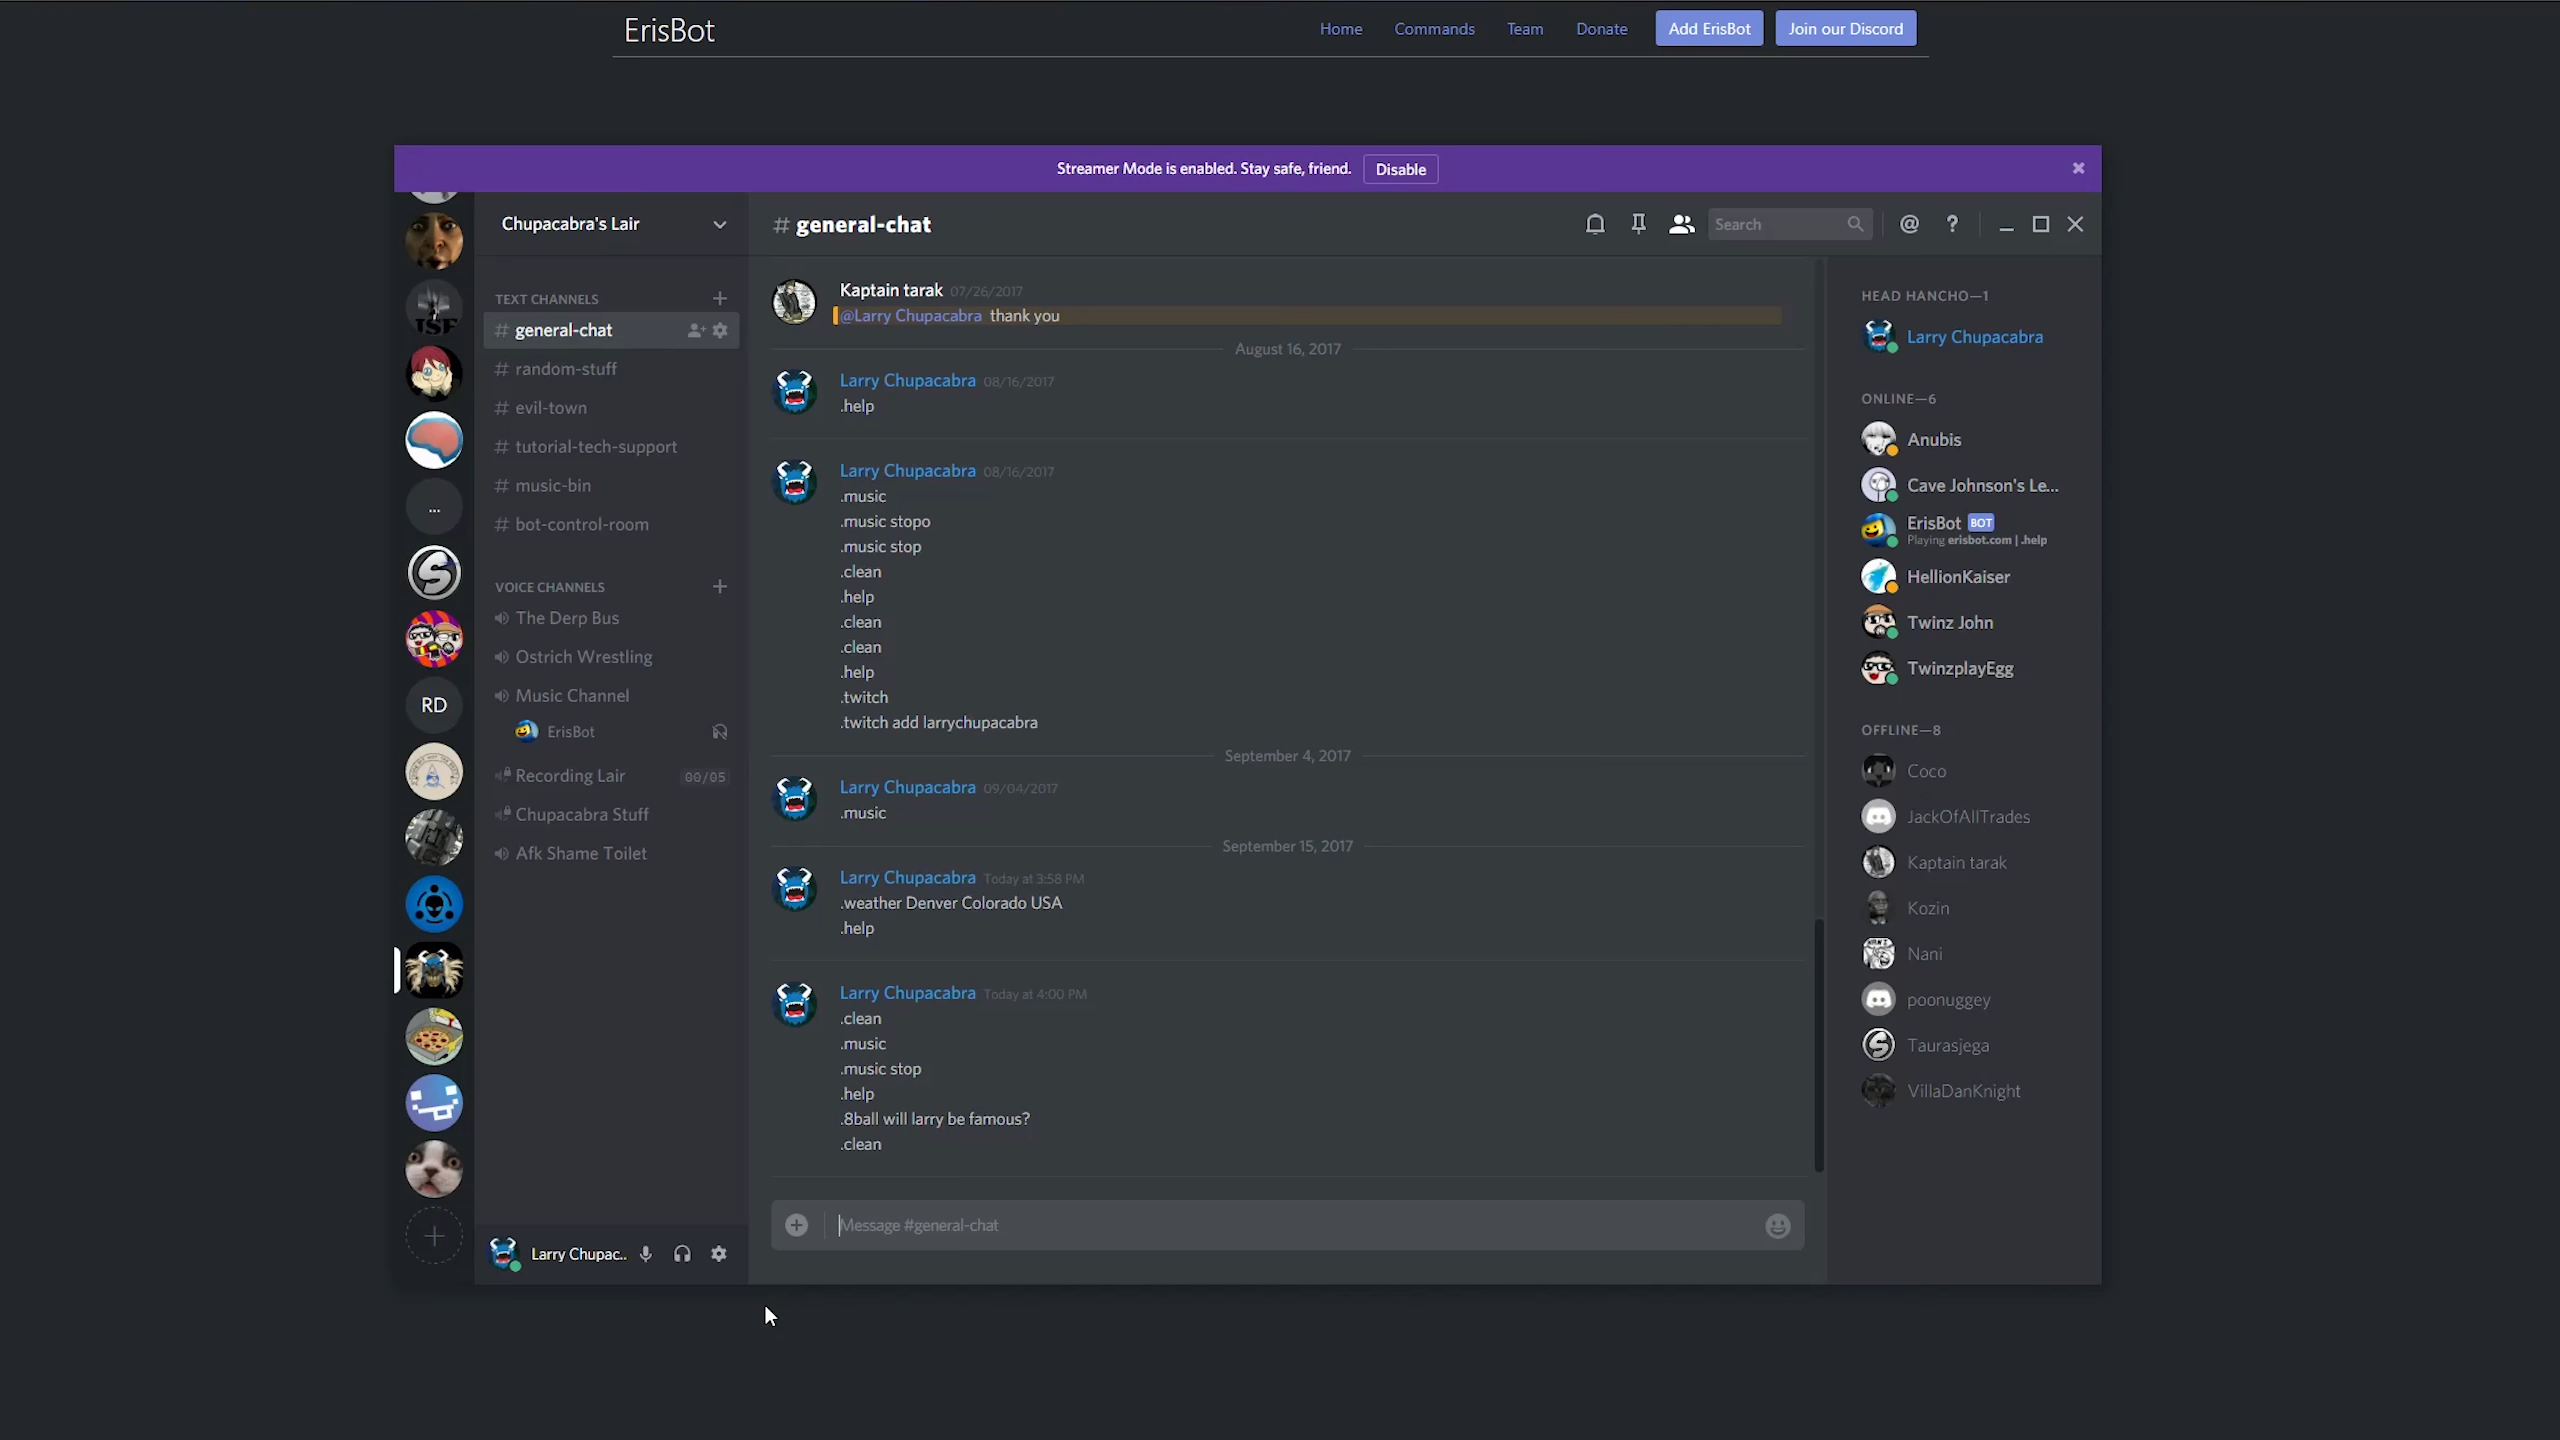 ErisBot
Home
Commands
Team
Donate
Add ErisBot
Join our Discord
Streamer Mode is enabled. Stay safe, friend.
Disable
Chupacabra's Lair
TEXT CHANNELS
# general-chat
# random-stuff
# evil-town
# tutorial-tech-support
# music-bin
# bot-control-room
VOICE CHANNELS
The Derp Bus
Ostrich Wrestling
Music Channel
ErisBot
Recording Lair 00/05
Chupacabra Stuff
Afk Shame Toilet
...
RD
Larry Chupac..
# general-chat
Search
@ ?
Kaptain tarak 07/26/2017
@Larry Chupacabra thank you
August 16, 2017
Larry Chupacabra 08/16/2017
.help
Larry Chupacabra 08/16/2017
.music
.music stopo
.music stop
.clean
.help
.clean
.clean
.help
.twitch
.twitch add larrychupacabra
September 4, 2017
Larry Chupacabra 09/04/2017
.music
September 15, 2017
Larry Chupacabra Today at 3:58 PM
.weather Denver Colorado USA
.help
Larry Chupacabra Today at 4:00 PM
.clean
.music
.music stop
.help
.8ball will larry be famous?
.clean
Message #general-chat
HEAD HANCHO—1
Larry Chupacabra
ONLINE—6
Anubis
Cave Johnson's Le...
ErisBot BOT
Playing erisbot.com | .help
HellionKaiser
Twinz John
TwinzplayEgg
OFFLINE—8
Coco
JackOfAllTrades
Kaptain tarak
Kozin
Nani
poonuggey
Taurasjega
VillaDanKnight